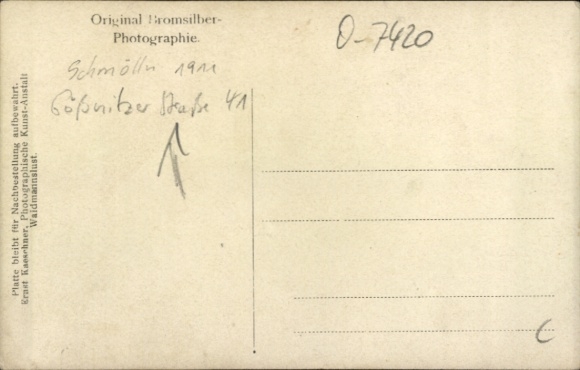 Original Bromsilber-
Photographie.
O-7420
Schmölln 1911
Gößnitzer Straße 41
Platte bleibt für Nachbestellung aufbewahrt.
Ernst Kaeschner, Photographische Kunst-Anstalt
Waidmannslust.